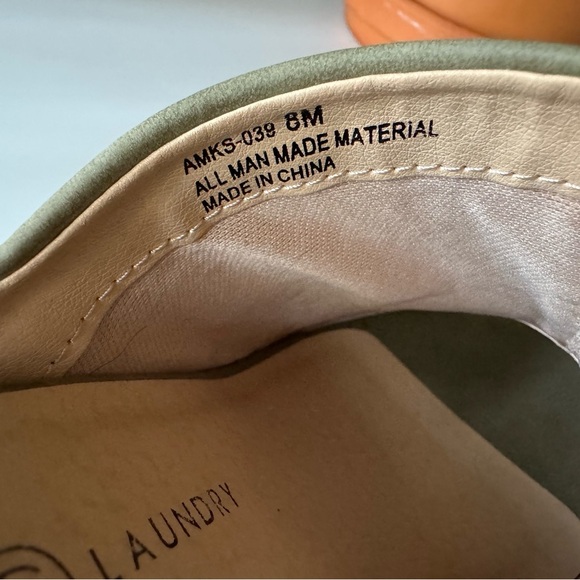 AMKS-039 8M
ALL MAN MADE MATERiAL
MADE IN CHINA
LAUNDRY